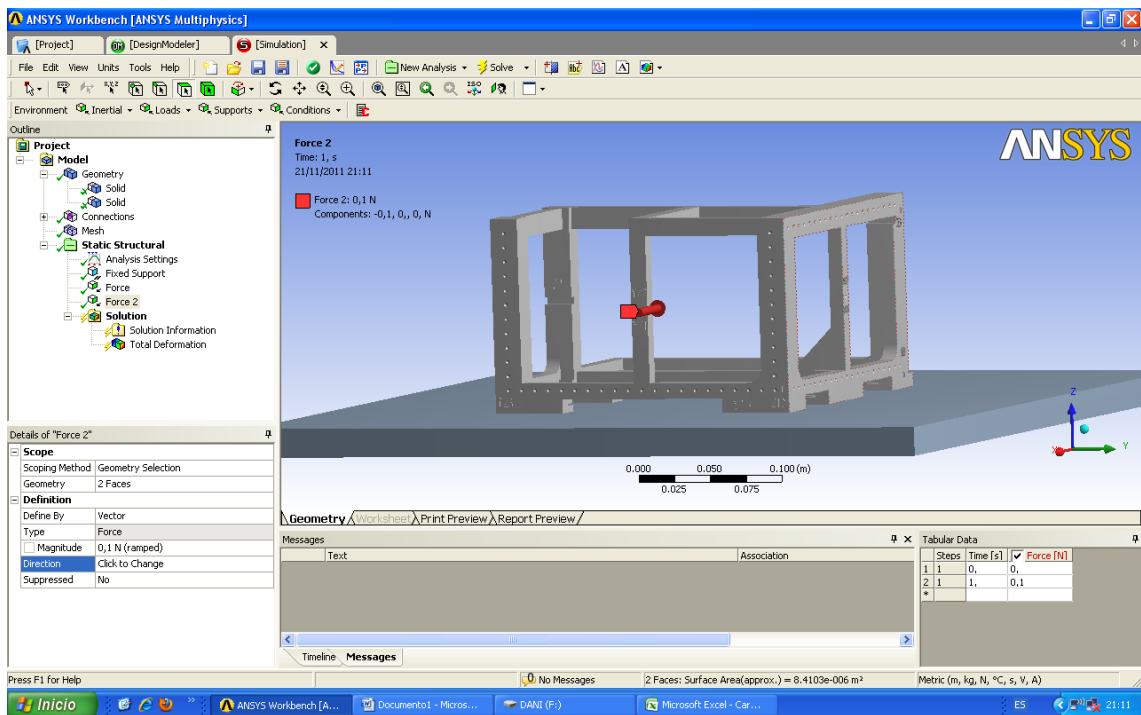 ANSYS Workbench [ANSYS Multiphysics]
[Project] [DesignModeler] [Simulation]
File Edit View Units Tools Help New Analysis Solve A
Environment Inertial Loads Supports Conditions
Outline
Project
Model
Geometry
Solid
Solid
Connections
Mesh
Static Structural
Analysis Settings
Fixed Support
Force
Force 2
Solution
Solution Information
Total Deformation
Force 2
Time: 1, s
21/11/2011 21:11
Force 2: 0,1 N
Components: -0,1, 0,, 0, N
ANSYS
Z
Y
0.000 0.050 0.100 (m)
0.025 0.075
Details of "Force 2"
Scope
Scoping Method Geometry Selection
Geometry 2 Faces
Definition
Define By Vector
Type Force
Magnitude 0,1 N (ramped)
Direction Click to Change
Suppressed No
Geometry Worksheet Print Preview Report Preview
Messages
Text Association
Timeline Messages
Tabular Data
Steps Time [s] Force [N]
1 1 0, 0,
2 1 1, 0,1
*
Press F1 for Help No Messages 2 Faces: Surface Area(approx.) = 8.4103e-006 m² Metric (m, kg, N, ºC, s, V, A)
Inicio ANSYS Workbench [A... Documento1 - Micros... DANI (F:) Microsoft Excel - Car... ES 21:11